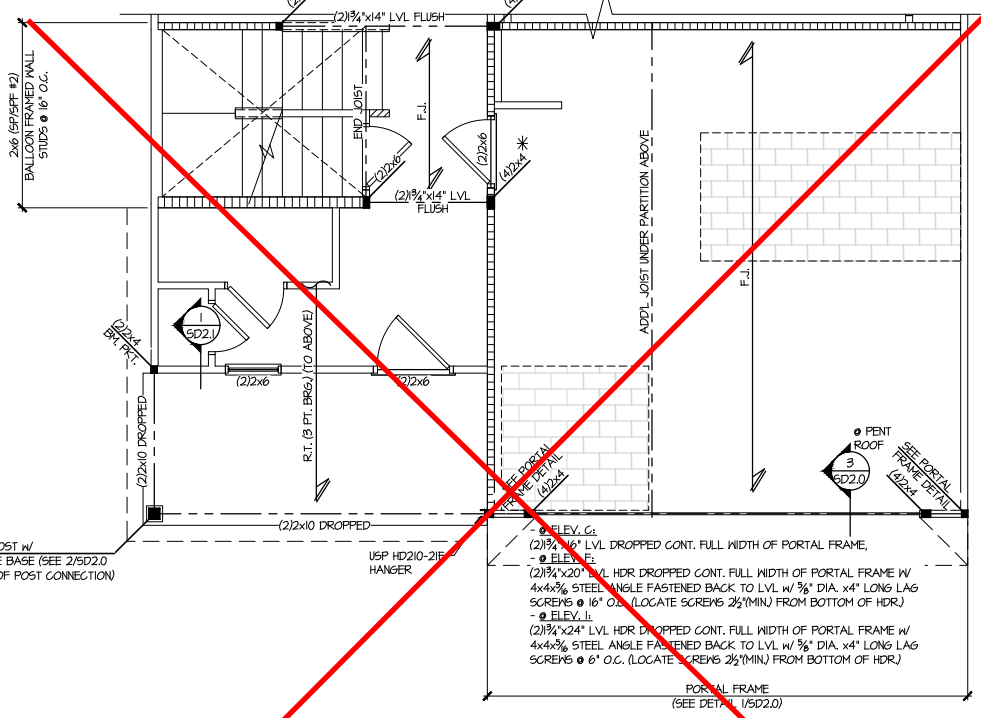 (2)1¾"x14" LVL FLUSH
2x6 (SP/SPF #2)
BALLOON FRAMED WALL
STUDS @ 16" O.C.
END JOIST
F.J.
(2)2x6
(2)2x6
(4)2x4
*
(2)1¾"x14" LVL
FLUSH
ADD'L JOIST UNDER PARTITION ABOVE
F.J.
1
SD2.1
(2)2x4
BM. PKT.
(2)2x6
(2)2x6
R.T. (3 PT. BRG.) (TO ABOVE)
(2)2x10 DROPPED
(2)2x10 DROPPED
SEE PORTAL
FRAME DETAIL
(4)2x4
@ PENT
ROOF
3
SD2.0
SEE PORTAL
FRAME DETAIL
(4)2x4
OST W/
E BASE (SEE 2/SD2.0
OF POST CONNECTION)
USP HD210-2IF
HANGER
- @ ELEV. C:
(2)1¾"x16" LVL DROPPED CONT. FULL WIDTH OF PORTAL FRAME.
- @ ELEV. F:
(2)1¾"x20" LVL HDR DROPPED CONT. FULL WIDTH OF PORTAL FRAME W/
4x4x5/16 STEEL ANGLE FASTENED BACK TO LVL W/ 5/8" DIA. x4" LONG LAG
SCREWS @ 16" O.C. (LOCATE SCREWS 2½"(MIN.) FROM BOTTOM OF HDR.)
- @ ELEV. I:
(2)1¾"x24" LVL HDR DROPPED CONT. FULL WIDTH OF PORTAL FRAME W/
4x4x5/16 STEEL ANGLE FASTENED BACK TO LVL W/ 5/8" DIA. x4" LONG LAG
SCREWS @ 6" O.C. (LOCATE SCREWS 2½"(MIN.) FROM BOTTOM OF HDR.)
PORTAL FRAME
(SEE DETAIL 1/SD2.0)